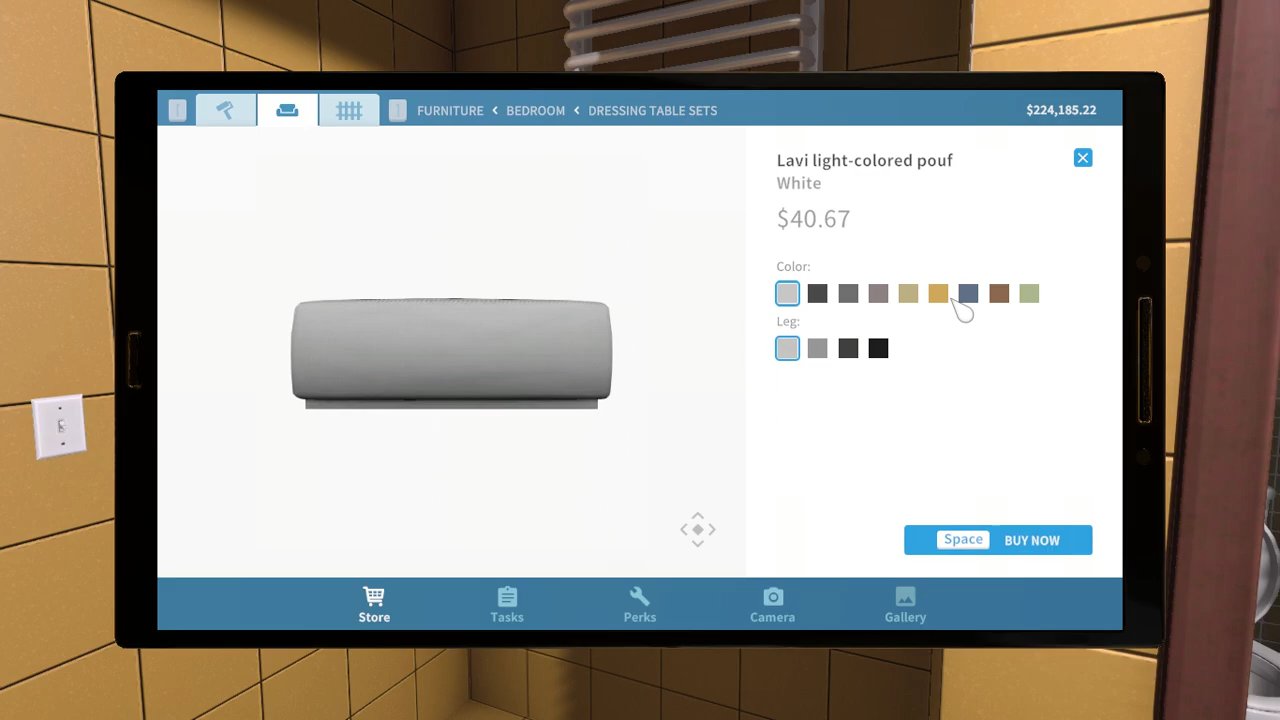 FURNITURE < BEDROOM < DRESSING TABLE SETS
$224,185.22
Lavi light-colored pouf
White
$40.67
Color:
Leg:
Space BUY NOW
Store Tasks Perks Camera Gallery